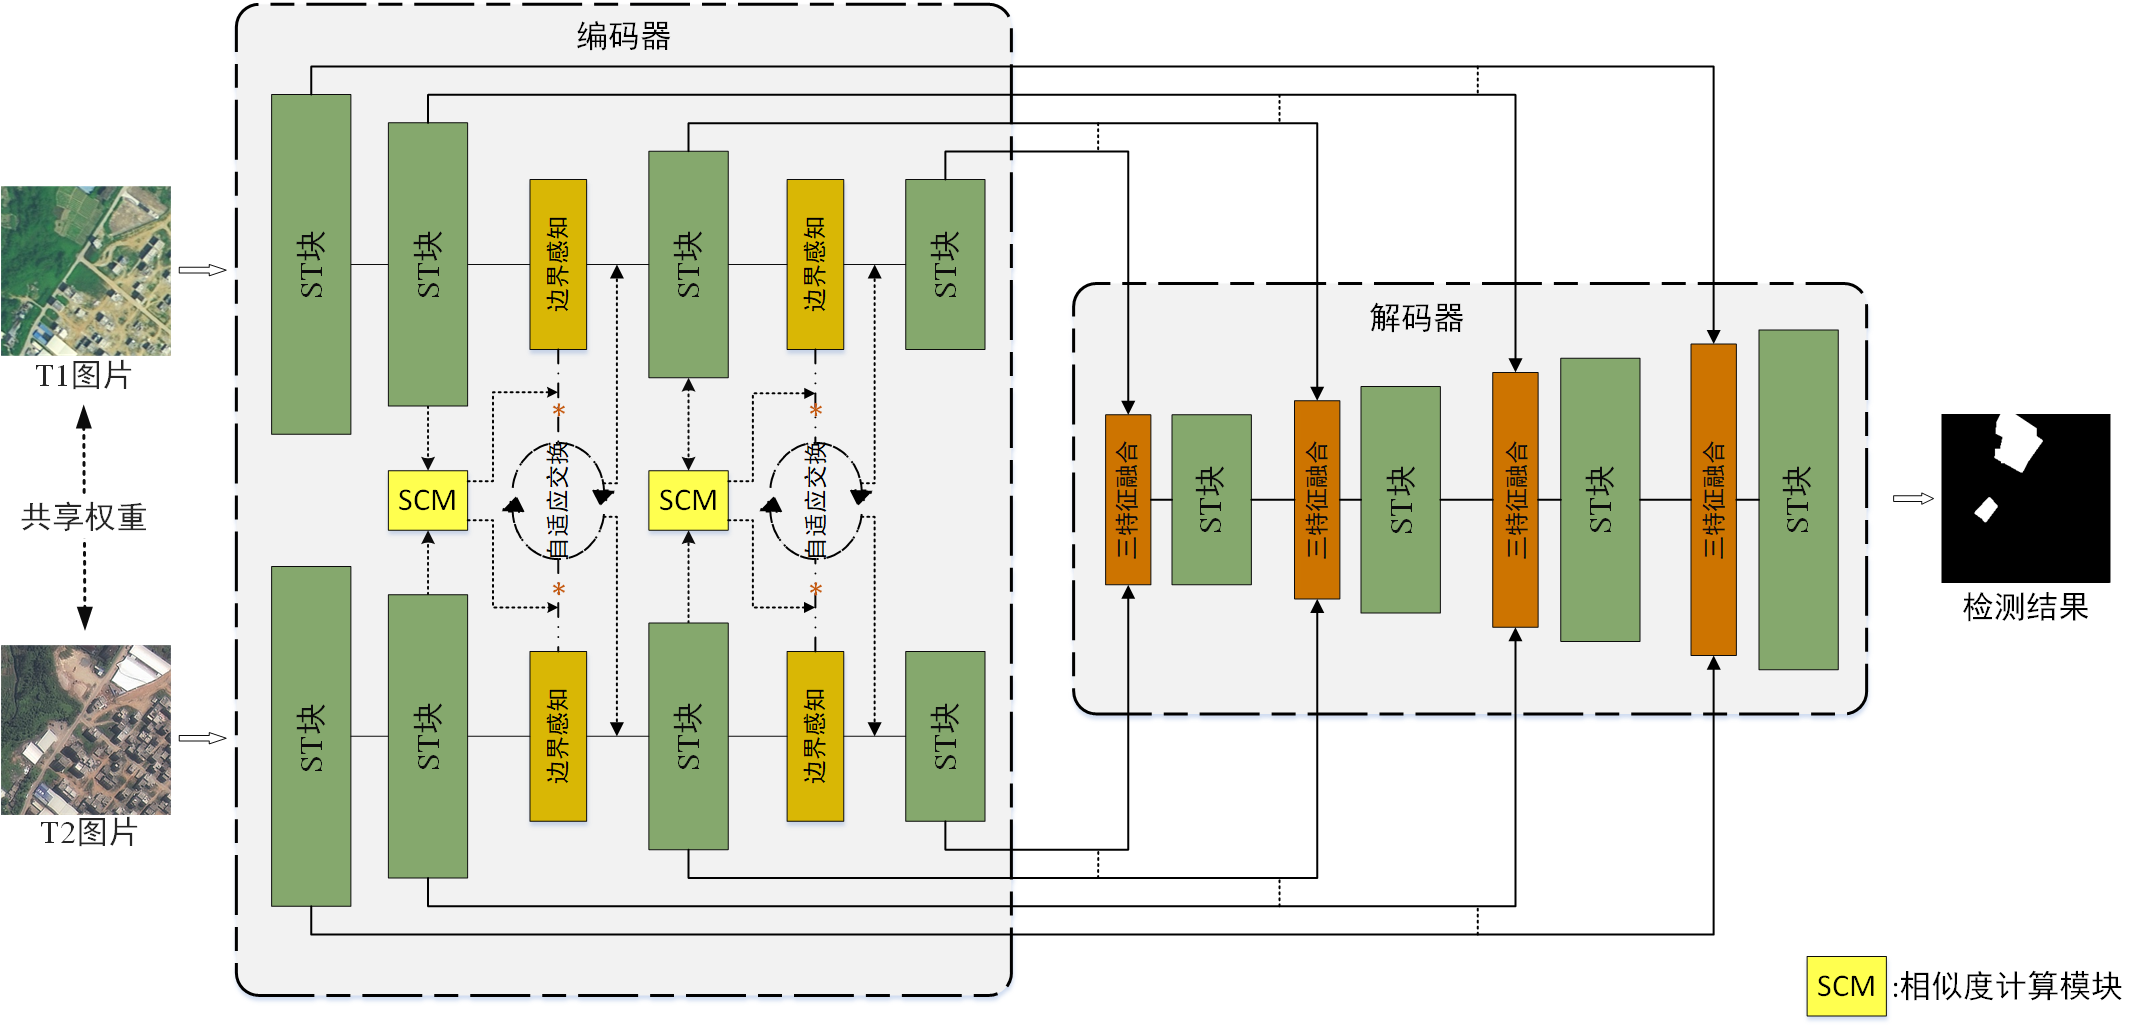 编码器
ST块
ST块
边界感知
ST块
边界感知
ST块
T1图片
共享权重
SCM
自适应交换
SCM
自适应交换
*
*
*
*
ST块
ST块
边界感知
ST块
边界感知
ST块
T2图片
解码器
三特征融合
ST块
三特征融合
ST块
三特征融合
ST块
三特征融合
ST块
检测结果
SCM :相似度计算模块